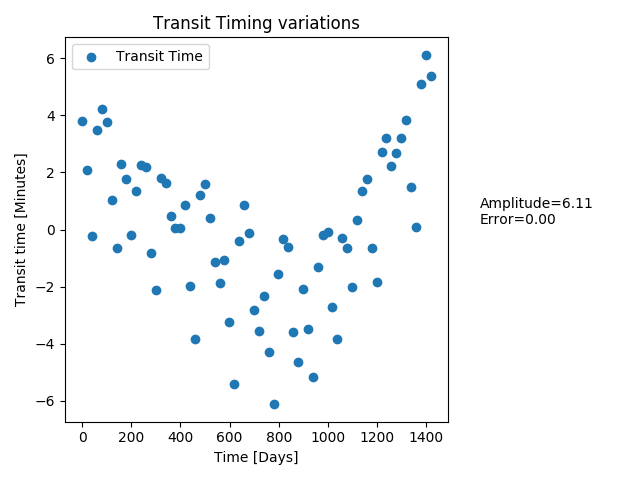 Transit Timing variations
Transit Time
6
4
2
0
−2
−4
−6
Transit time [Minutes]
0 200 400 600 800 1000 1200 1400
Time [Days]
Amplitude=6.11
Error=0.00